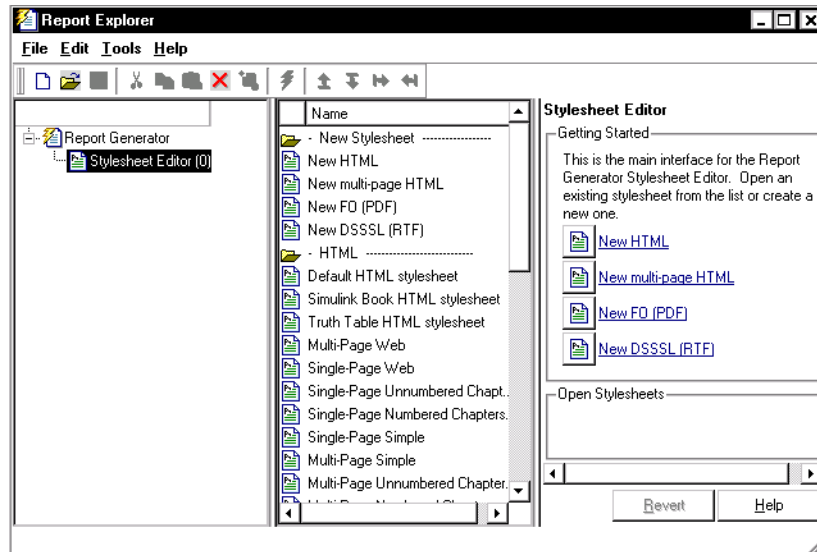 Report Explorer
File Edit Tools Help
Report Generator
Stylesheet Editor (0)
Name
- New Stylesheet -----------------
New HTML
New multi-page HTML
New FO (PDF)
New DSSSL (RTF)
- HTML --------------------------
Default HTML stylesheet
Simulink Book HTML stylesheet
Truth Table HTML stylesheet
Multi-Page Web
Single-Page Web
Single-Page Unnumbered Chapt..
Single-Page Numbered Chapters.
Single-Page Simple
Multi-Page Simple
Multi-Page Unnumbered Chapter.
Stylesheet Editor
Getting Started
This is the main interface for the Report
Generator Stylesheet Editor. Open an
existing stylesheet from the list or create a
new one.
New HTML
New multi-page HTML
New FO (PDF)
New DSSSL (RTF)
Open Stylesheets
Revert Help